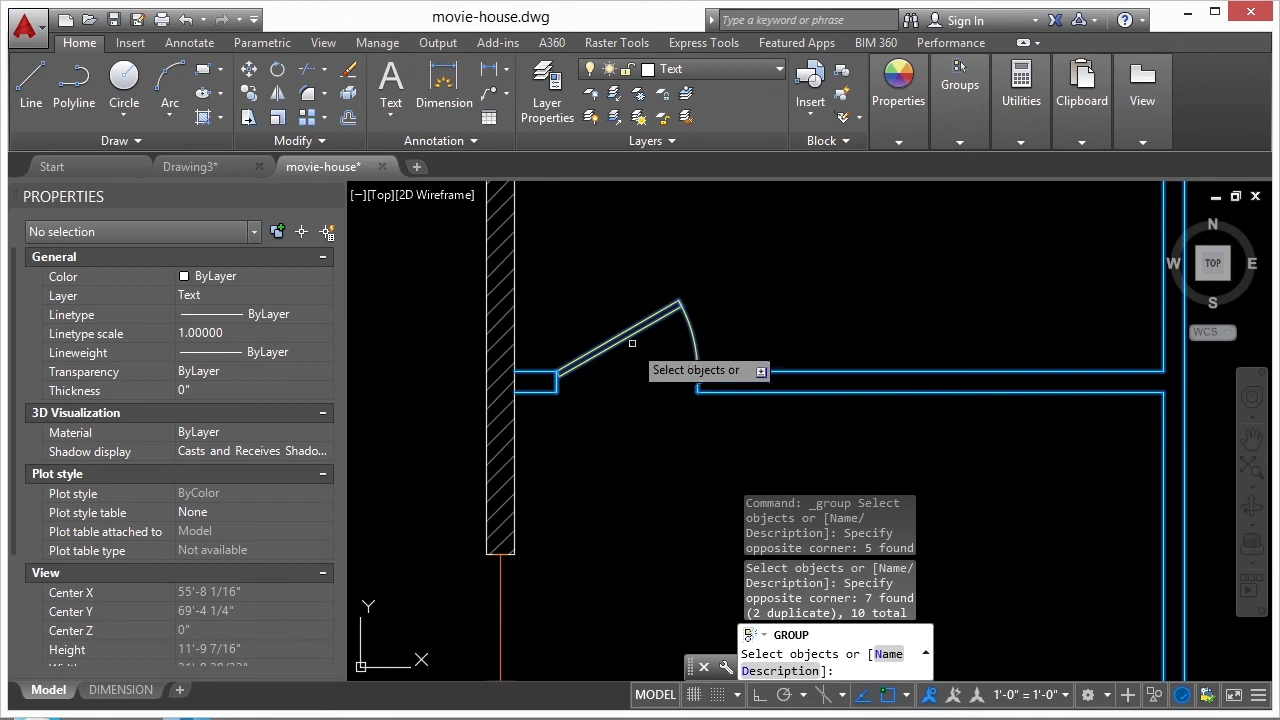 movie-house.dwg
Type a keyword or phrase
Sign In
Home
Insert
Annotate
Parametric
View
Manage
Output
Add-ins
A360
Raster Tools
Express Tools
Featured Apps
BIM 360
Performance
Line
Polyline
Circle
Arc
Text
Dimension
Layer
Properties
Text
Insert
Properties
Groups
Utilities
Clipboard
View
Draw
Modify
Annotation
Layers
Block
Start
Drawing3*
movie-house*
PROPERTIES
No selection
General
Color ByLayer
Layer Text
Linetype ByLayer
Linetype scale 1.00000
Lineweight ByLayer
Transparency ByLayer
Thickness 0"
3D Visualization
Material ByLayer
Shadow display Casts and Receives Shado...
Plot style
Plot style ByColor
Plot style table None
Plot table attached to Model
Plot table type Not available
View
Center X 55'-8 1/16"
Center Y 69'-4 1/4"
Center Z 0"
Height 11'-9 7/16"
[−][Top][2D Wireframe]
N
W TOP E
S
WCS
Select objects or
Command: _group Select
objects or [Name/
Description]: Specify
opposite corner: 5 found
Select objects or [Name/
Description]: Specify
opposite corner: 7 found
(2 duplicate), 10 total
GROUP
Select objects or [Name
Description]:
Y
X
Model
DIMENSION
MODEL
1'-0" = 1'-0"